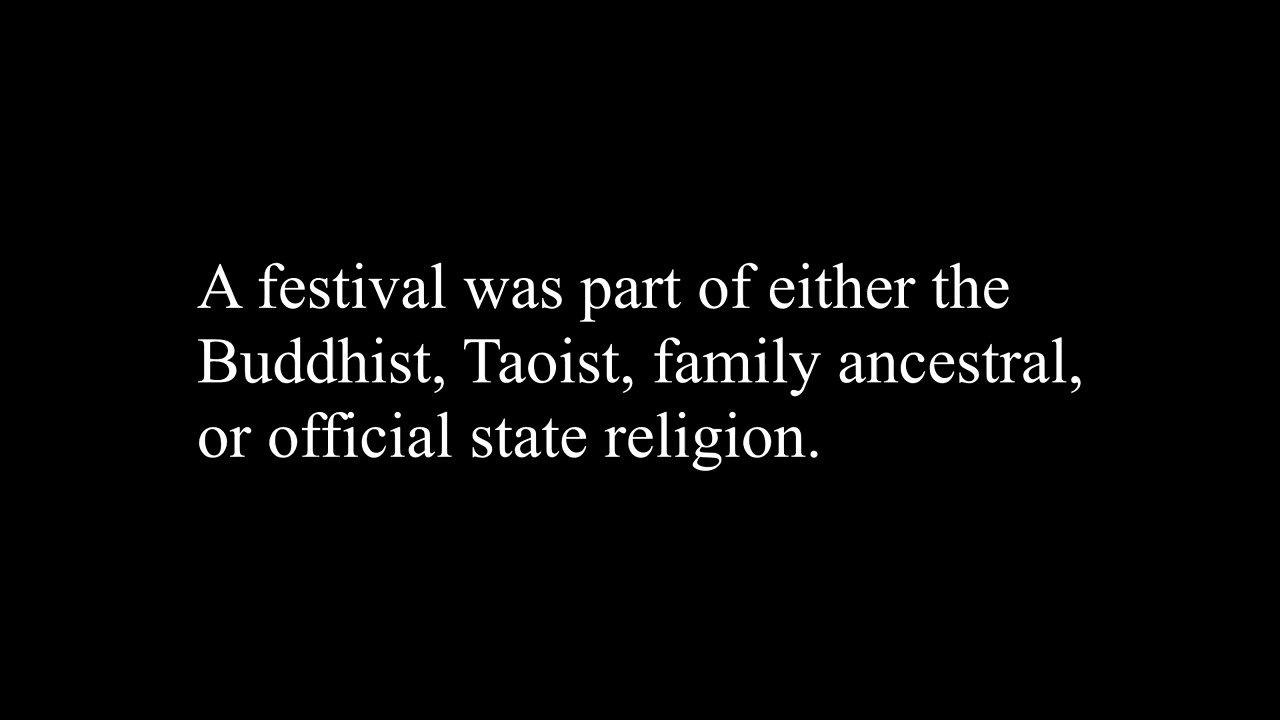 A festival was part of either the
Buddhist, Taoist, family ancestral,
or official state religion.